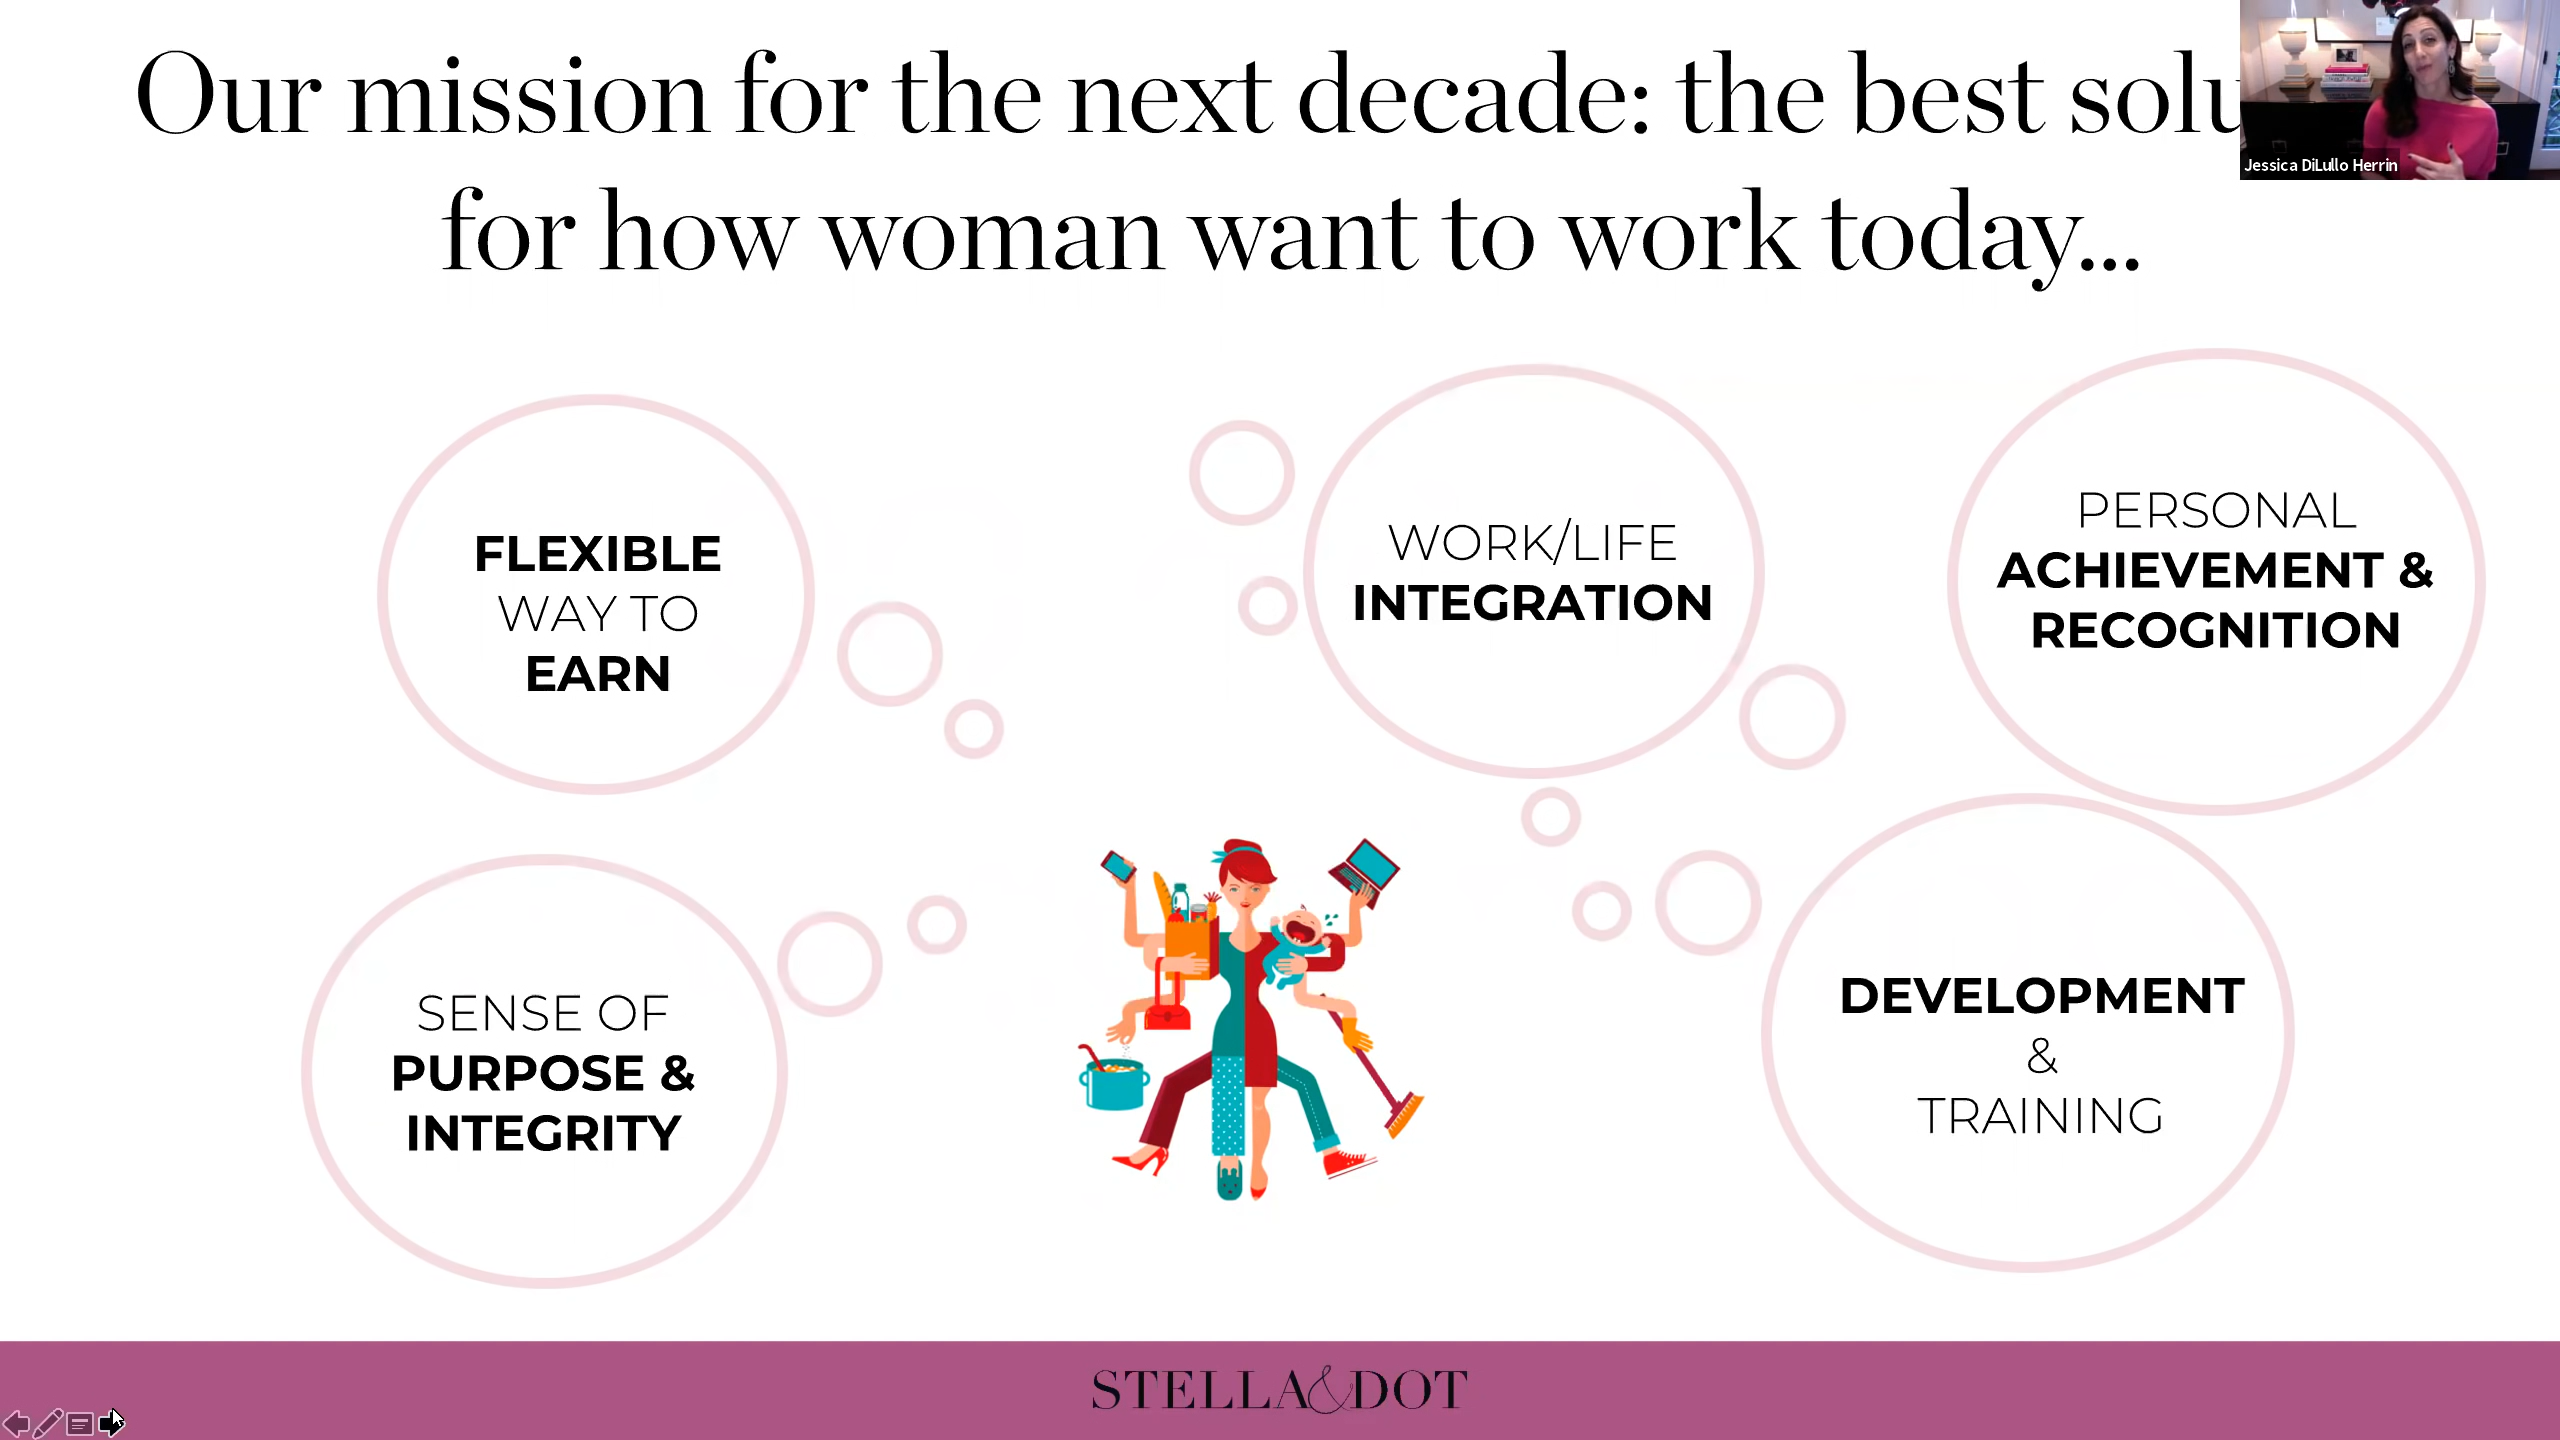 Our mission for the next decade: the best solu
for how woman want to work today...
Jessica DiLullo Herrin
FLEXIBLE
WAY TO
EARN
WORK/LIFE
INTEGRATION
PERSONAL
ACHIEVEMENT &
RECOGNITION
SENSE OF
PURPOSE &
INTEGRITY
DEVELOPMENT
&
TRAINING
STELLA&DOT